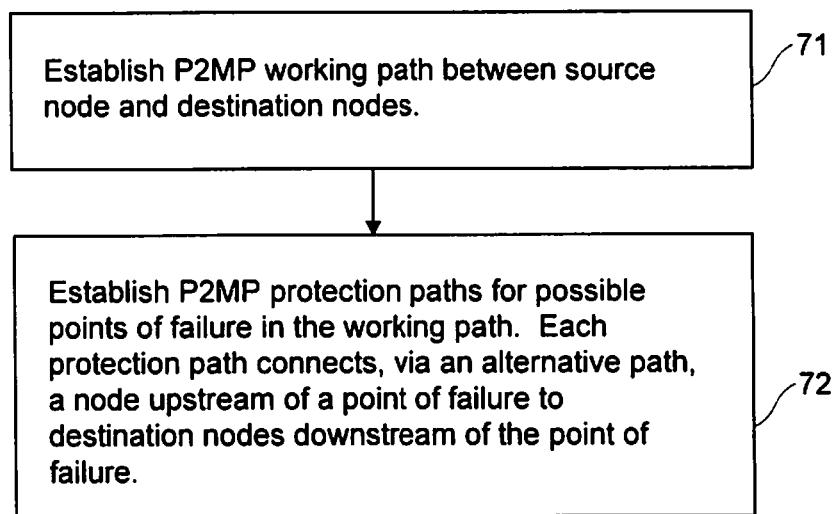 Establish P2MP working path between source
node and destination nodes.
71
Establish P2MP protection paths for possible
points of failure in the working path.  Each
protection path connects, via an alternative path,
a node upstream of a point of failure to
destination nodes downstream of the point of
failure.
72